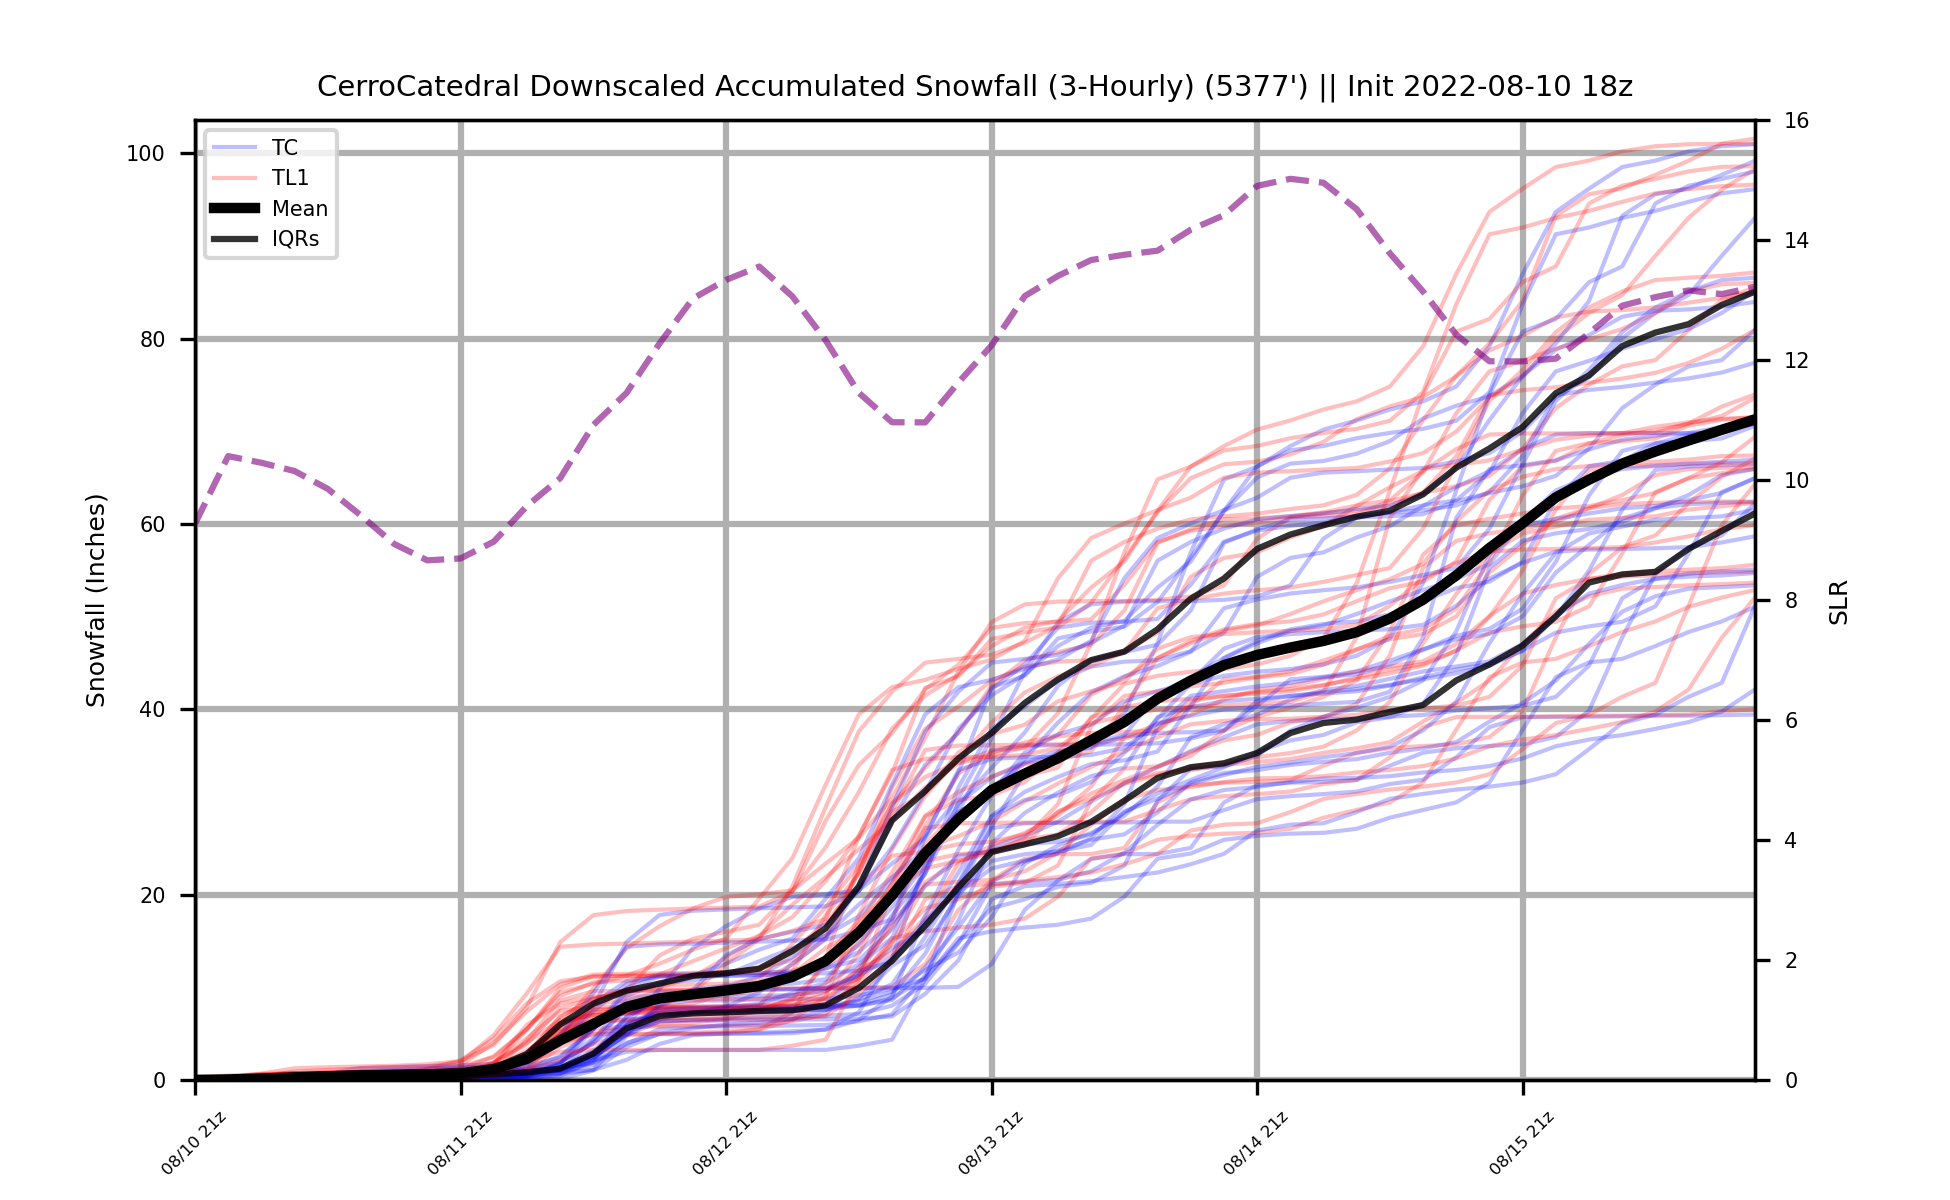 CerroCatedral Downscaled Accumulated Snowfall (3-Hourly) (5377') || Init 2022-08-10 18z
TC
TL1
Mean
IQRs
100
80
60
40
20
0
Snowfall (Inches)
16
14
12
10
8
6
4
2
0
SLR
08/10 21z
08/11 21z
08/12 21z
08/13 21z
08/14 21z
08/15 21z